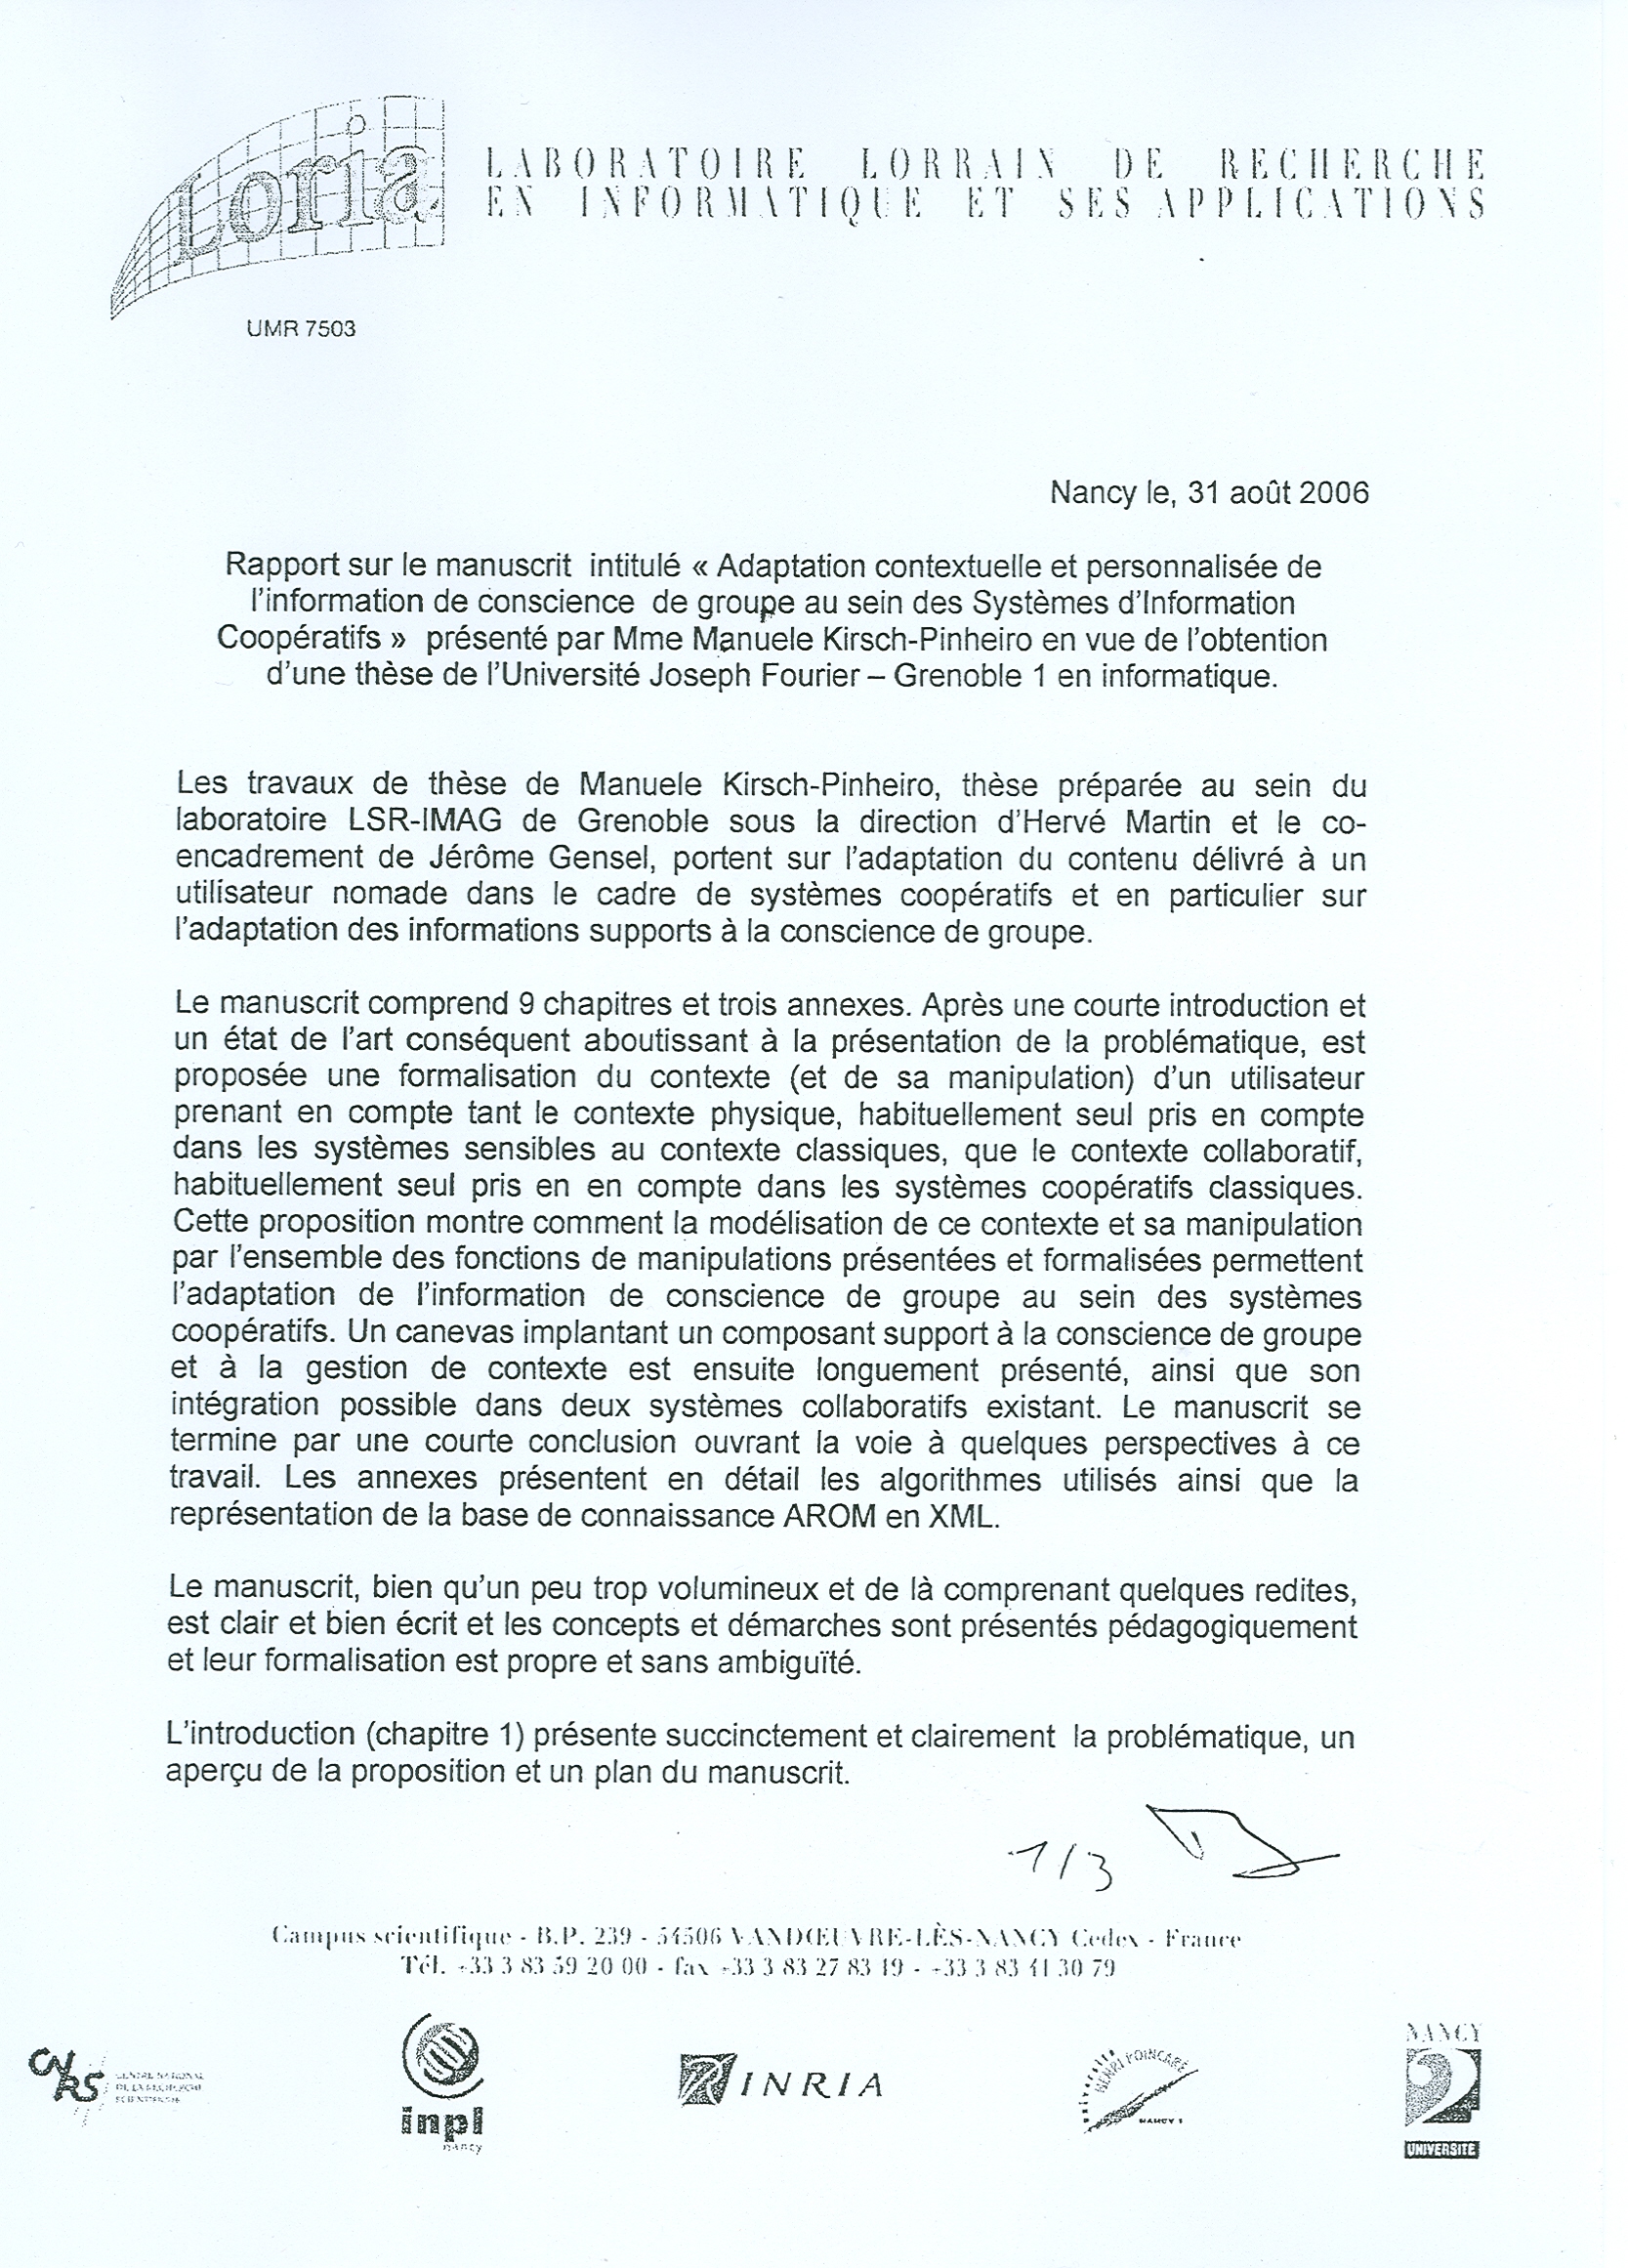 Loria
LABORATOIRE LORRAIN DE RECHERCHE
EN INFORMATIQUE ET SES APPLICATIONS
UMR 7503
Nancy le, 31 août 2006
Rapport sur le manuscrit intitulé « Adaptation contextuelle et personnalisée de
l'information de conscience de groupe au sein des Systèmes d'Information
Coopératifs » présenté par Mme Manuele Kirsch-Pinheiro en vue de l'obtention
d'une thèse de l'Université Joseph Fourier – Grenoble 1 en informatique.
Les travaux de thèse de Manuele Kirsch-Pinheiro, thèse préparée au sein du
laboratoire LSR-IMAG de Grenoble sous la direction d'Hervé Martin et le co-
encadrement de Jérôme Gensel, portent sur l'adaptation du contenu délivré à un
utilisateur nomade dans le cadre de systèmes coopératifs et en particulier sur
l'adaptation des informations supports à la conscience de groupe.
Le manuscrit comprend 9 chapitres et trois annexes. Après une courte introduction et
un état de l'art conséquent aboutissant à la présentation de la problématique, est
proposée une formalisation du contexte (et de sa manipulation) d'un utilisateur
prenant en compte tant le contexte physique, habituellement seul pris en compte
dans les systèmes sensibles au contexte classiques, que le contexte collaboratif,
habituellement seul pris en en compte dans les systèmes coopératifs classiques.
Cette proposition montre comment la modélisation de ce contexte et sa manipulation
par l'ensemble des fonctions de manipulations présentées et formalisées permettent
l'adaptation de l'information de conscience de groupe au sein des systèmes
coopératifs. Un canevas implantant un composant support à la conscience de groupe
et à la gestion de contexte est ensuite longuement présenté, ainsi que son
intégration possible dans deux systèmes collaboratifs existant. Le manuscrit se
termine par une courte conclusion ouvrant la voie à quelques perspectives à ce
travail. Les annexes présentent en détail les algorithmes utilisés ainsi que la
représentation de la base de connaissance AROM en XML.
Le manuscrit, bien qu'un peu trop volumineux et de là comprenant quelques redites,
est clair et bien écrit et les concepts et démarches sont présentés pédagogiquement
et leur formalisation est propre et sans ambiguïté.
L'introduction (chapitre 1) présente succinctement et clairement la problématique, un
aperçu de la proposition et un plan du manuscrit.
1/3
Campus scientifique - B.P. 239 - 54506 VANDŒUVRE-LÈS-NANCY Cedex - France
Tél. +33 3 83 59 20 00 - fax +33 3 83 27 83 19 - +33 3 83 41 30 79
CNRS
CENTRE NATIONAL
DE LA RECHERCHE
SCIENTIFIQUE
inpl
nancy
INRIA
université
HENRI POINCARÉ
NANCY 1
NANCY
2
UNIVERSITE